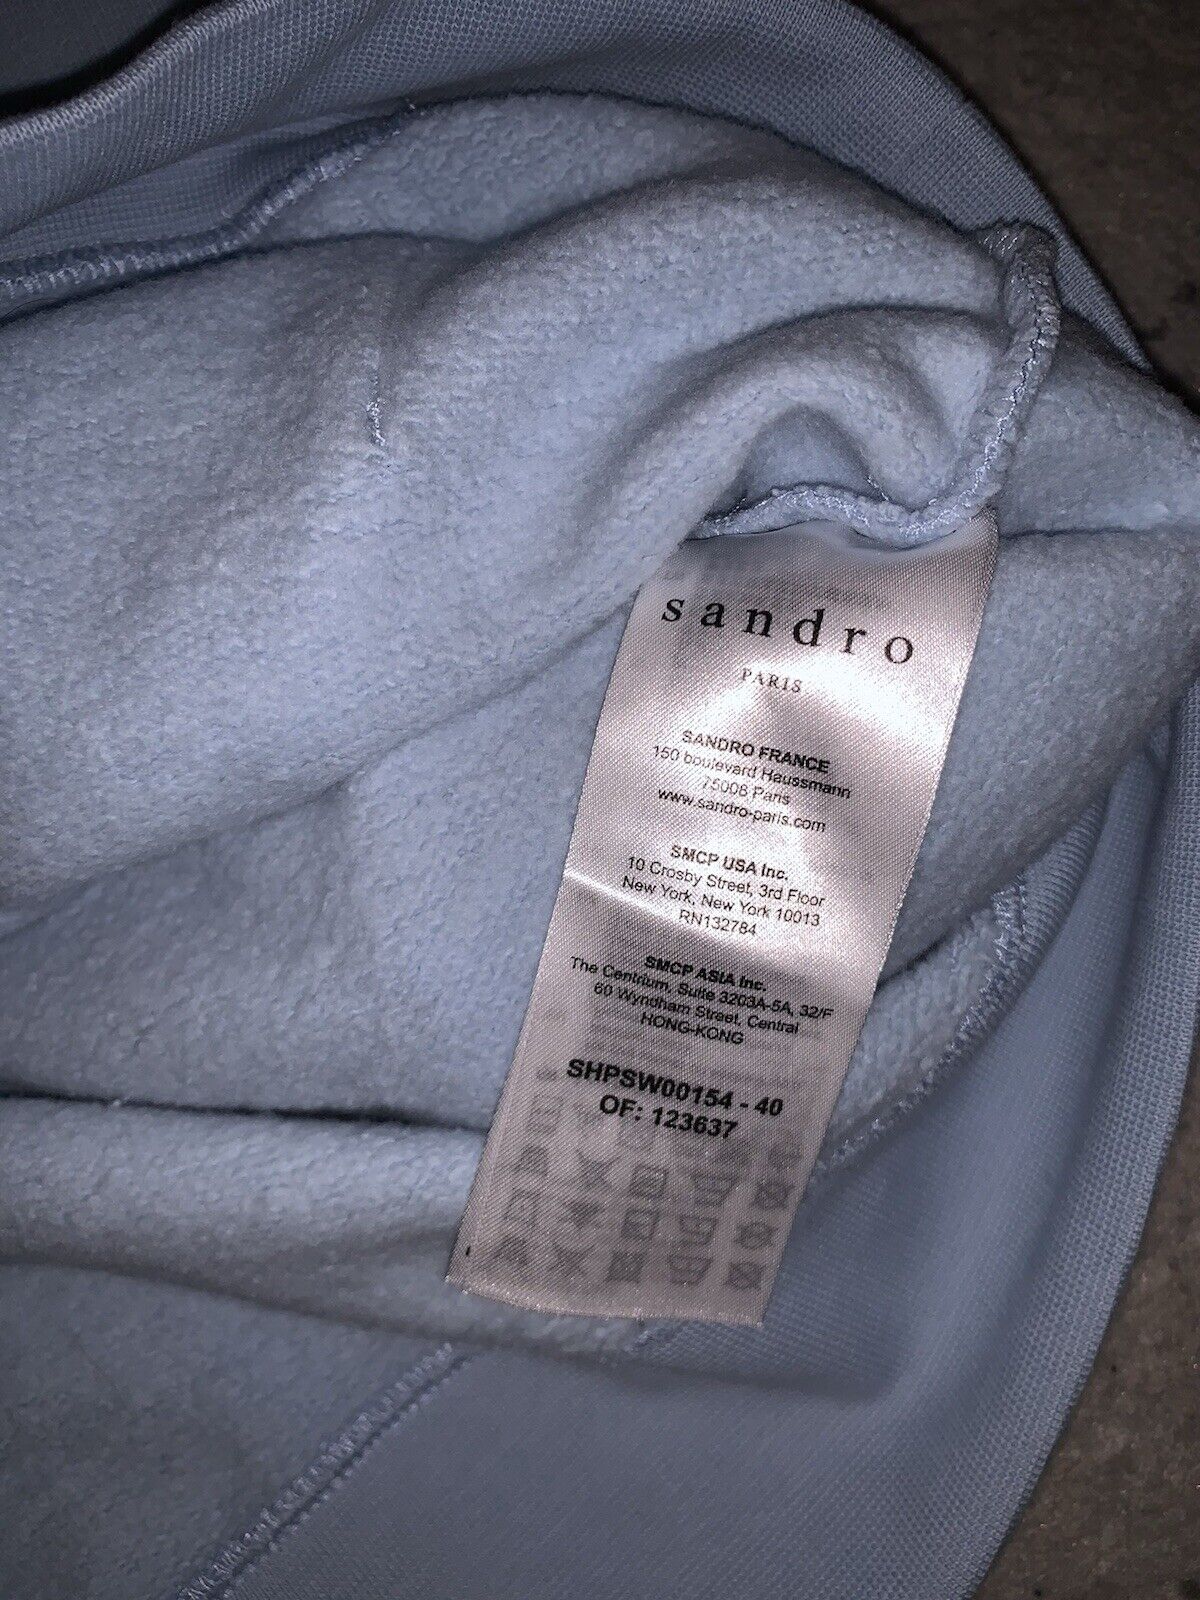 sandro
PARIS
SANDRO FRANCE
150 boulevard Haussmann
75008 Paris
www.sandro-paris.com
SMCP USA Inc.
10 Crosby Street, 3rd Floor
New York, New York 10013
RN132784
SMCP ASIA Inc.
The Centrium, Suite 3203A-5A, 32/F
60 Wyndham Street, Central
HONG-KONG
SHPSW00154 - 40
OF: 123637